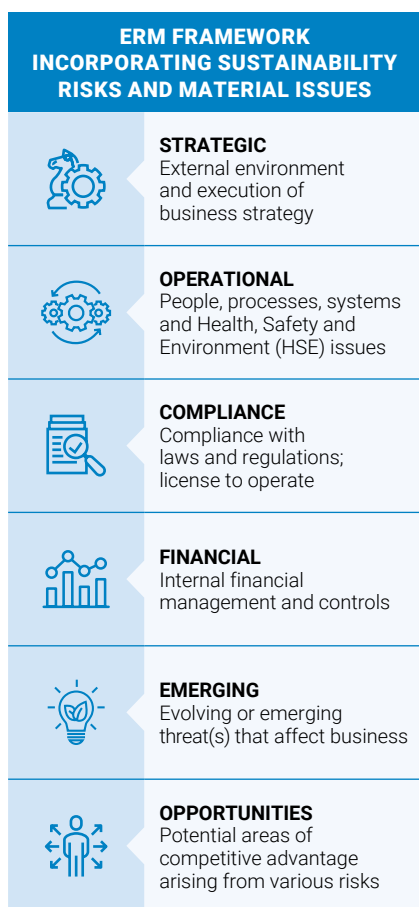 ERM FRAMEWORK
INCORPORATING SUSTAINABILITY
RISKS AND MATERIAL ISSUES
STRATEGIC
External environment
and execution of
business strategy
OPERATIONAL
People, processes, systems
and Health, Safety and
Environment (HSE) issues
COMPLIANCE
Compliance with
laws and regulations;
license to operate
FINANCIAL
Internal financial
management and controls
EMERGING
Evolving or emerging
threat(s) that affect business
OPPORTUNITIES
Potential areas of
competitive advantage
arising from various risks